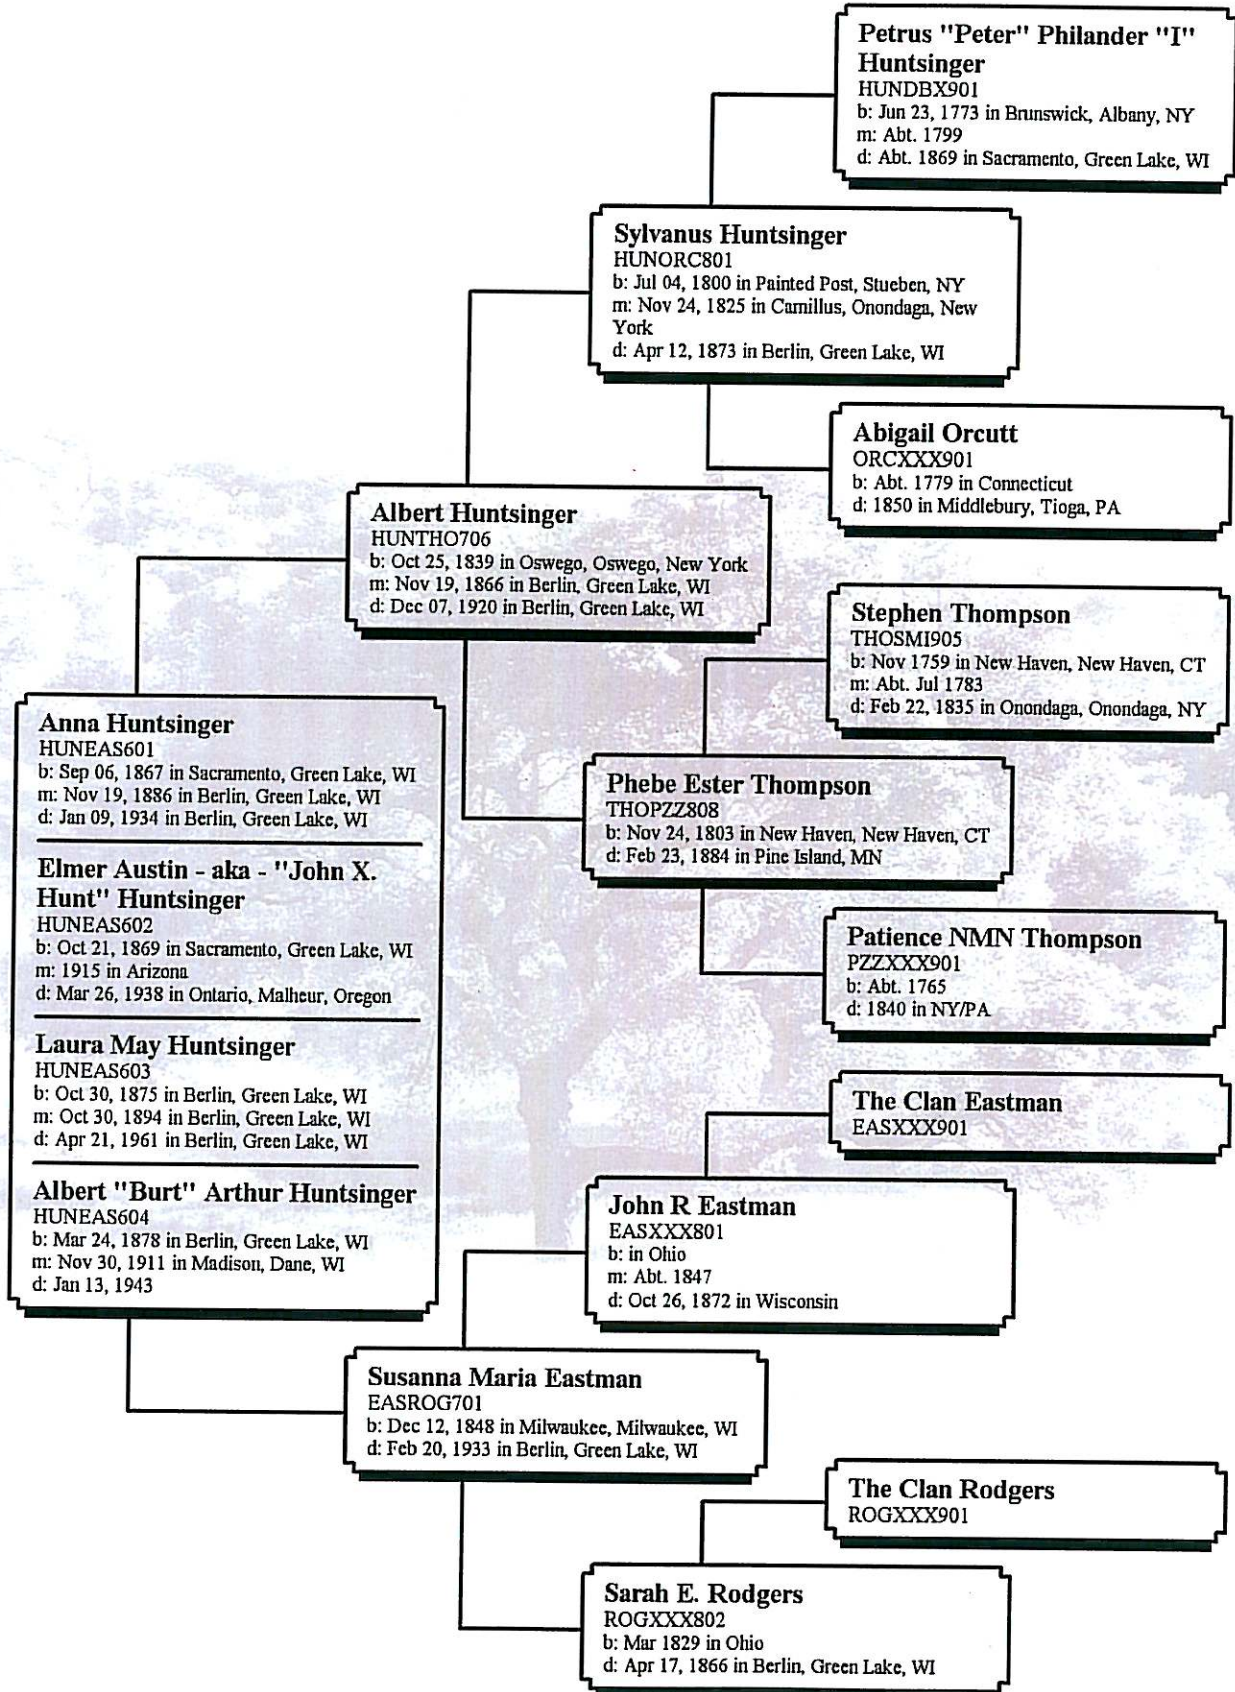 Petrus "Peter" Philander "I"
Huntsinger
HUNDBX901
b: Jun 23, 1773 in Brunswick, Albany, NY
m: Abt. 1799
d: Abt. 1869 in Sacramento, Green Lake, WI
Sylvanus Huntsinger
HUNORC801
b: Jul 04, 1800 in Painted Post, Stueben, NY
m: Nov 24, 1825 in Camillus, Onondaga, New
York
d: Apr 12, 1873 in Berlin, Green Lake, WI
Abigail Orcutt
ORCXXX901
b: Abt. 1779 in Connecticut
d: 1850 in Middlebury, Tioga, PA
Albert Huntsinger
HUNTHO706
b: Oct 25, 1839 in Oswego, Oswego, New York
m: Nov 19, 1866 in Berlin, Green Lake, WI
d: Dec 07, 1920 in Berlin, Green Lake, WI
Stephen Thompson
THOSMI905
b: Nov 1759 in New Haven, New Haven, CT
m: Abt. Jul 1783
d: Feb 22, 1835 in Onondaga, Onondaga, NY
Anna Huntsinger
HUNEAS601
b: Sep 06, 1867 in Sacramento, Green Lake, WI
m: Nov 19, 1886 in Berlin, Green Lake, WI
d: Jan 09, 1934 in Berlin, Green Lake, WI
Elmer Austin - aka - "John X.
Hunt" Huntsinger
HUNEAS602
b: Oct 21, 1869 in Sacramento, Green Lake, WI
m: 1915 in Arizona
d: Mar 26, 1938 in Ontario, Malheur, Oregon
Laura May Huntsinger
HUNEAS603
b: Oct 30, 1875 in Berlin, Green Lake, WI
m: Oct 30, 1894 in Berlin, Green Lake, WI
d: Apr 21, 1961 in Berlin, Green Lake, WI
Albert "Burt" Arthur Huntsinger
HUNEAS604
b: Mar 24, 1878 in Berlin, Green Lake, WI
m: Nov 30, 1911 in Madison, Dane, WI
d: Jan 13, 1943
Phebe Ester Thompson
THOPZZ808
b: Nov 24, 1803 in New Haven, New Haven, CT
d: Feb 23, 1884 in Pine Island, MN
Patience NMN Thompson
PZZXXX901
b: Abt. 1765
d: 1840 in NY/PA
The Clan Eastman
EASXXX901
John R Eastman
EASXXX801
b: in Ohio
m: Abt. 1847
d: Oct 26, 1872 in Wisconsin
Susanna Maria Eastman
EASROG701
b: Dec 12, 1848 in Milwaukee, Milwaukee, WI
d: Feb 20, 1933 in Berlin, Green Lake, WI
The Clan Rodgers
ROGXXX901
Sarah E. Rodgers
ROGXXX802
b: Mar 1829 in Ohio
d: Apr 17, 1866 in Berlin, Green Lake, WI